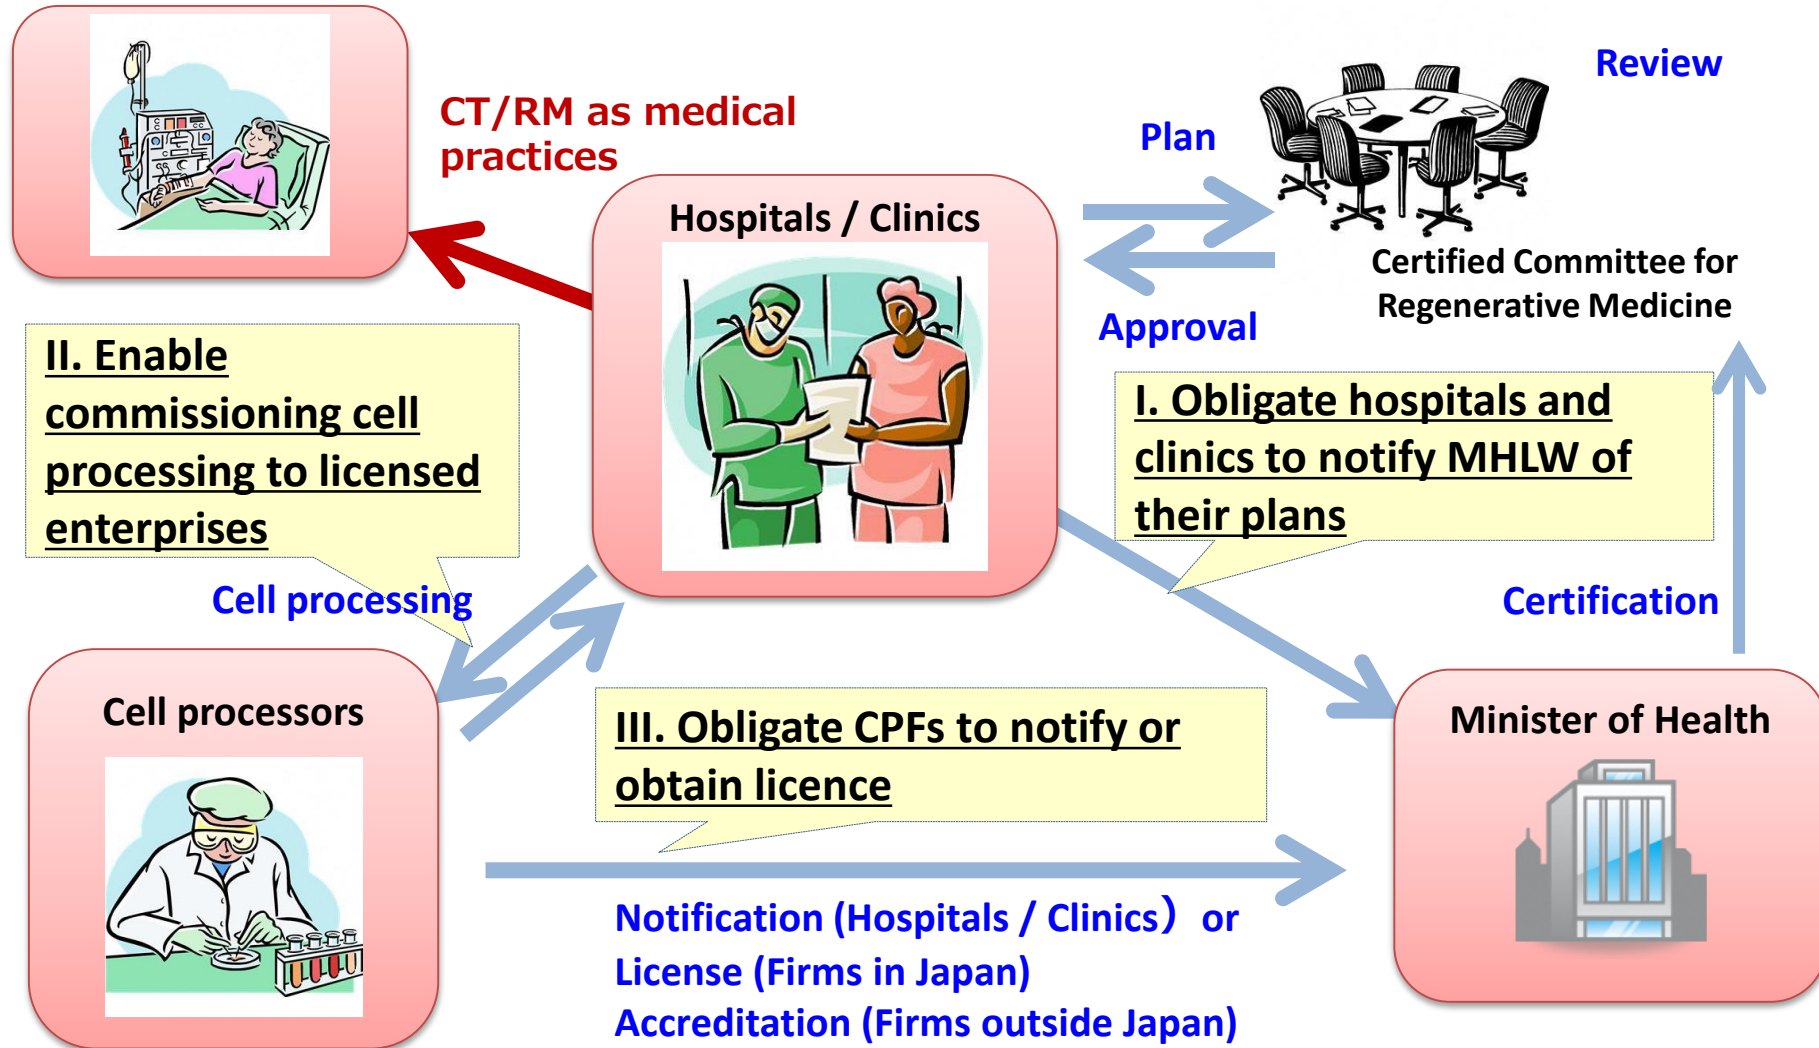 CT/RM as medical
practices
Review
Plan
Hospitals / Clinics
Certified Committee for
Regenerative Medicine
Approval
II. Enable
commissioning cell
processing to licensed
enterprises
I. Obligate hospitals and
clinics to notify MHLW of
their plans
Cell processing
Certification
Cell processors
III. Obligate CPFs to notify or
obtain licence
Minister of Health
Notification (Hospitals / Clinics） or
License (Firms in Japan)
Accreditation (Firms outside Japan)